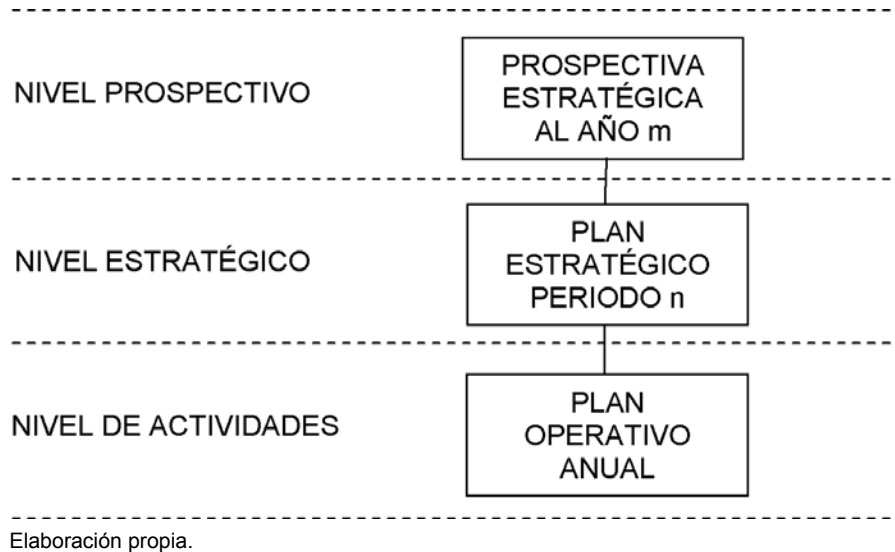 NIVEL PROSPECTIVO
PROSPECTIVA
ESTRATÉGICA
AL AÑO m
NIVEL ESTRATÉGICO
PLAN
ESTRATÉGICO
PERIODO n
NIVEL DE ACTIVIDADES
PLAN
OPERATIVO
ANUAL
Elaboración propia.